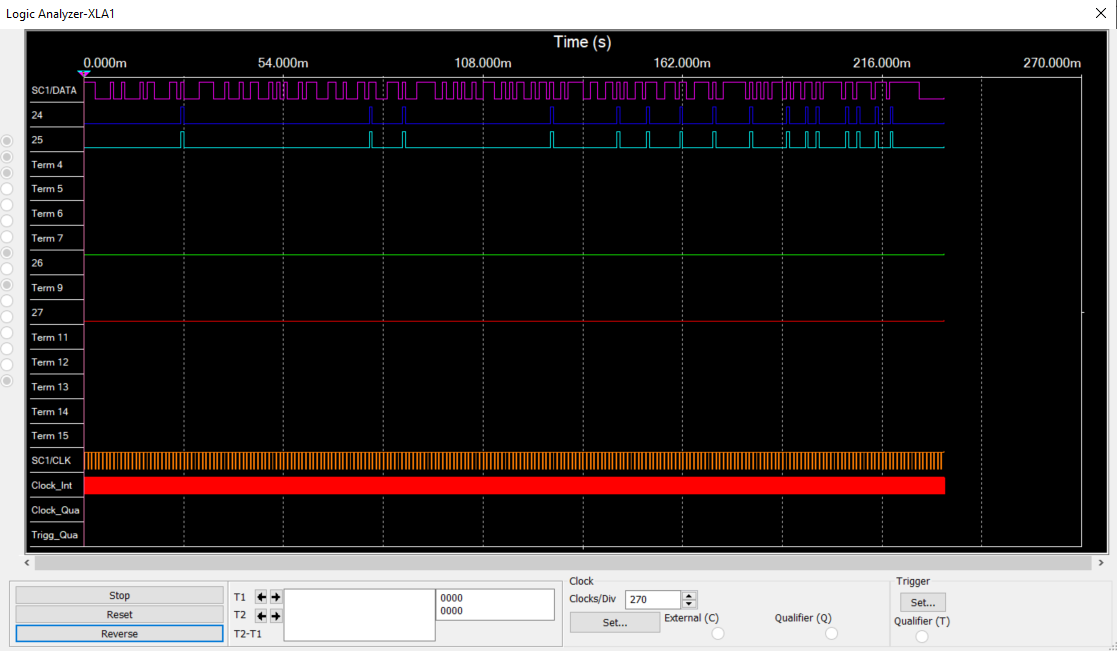 Logic Analyzer-XLA1
Time (s)
0.000m 54.000m 108.000m 162.000m 216.000m 270.000m
SC1/DATA
24
25
Term 4
Term 5
Term 6
Term 7
26
Term 9
27
Term 11
Term 12
Term 13
Term 14
Term 15
SC1/CLK
Clock_Int
Clock_Qua
Trigg_Qua
Stop
Reset
Reverse
T1
T2
T2-T1
0000
0000
Clock
Clocks/Div 270
Set...
External (C)
Qualifier (Q)
Trigger
Set...
Qualifier (T)